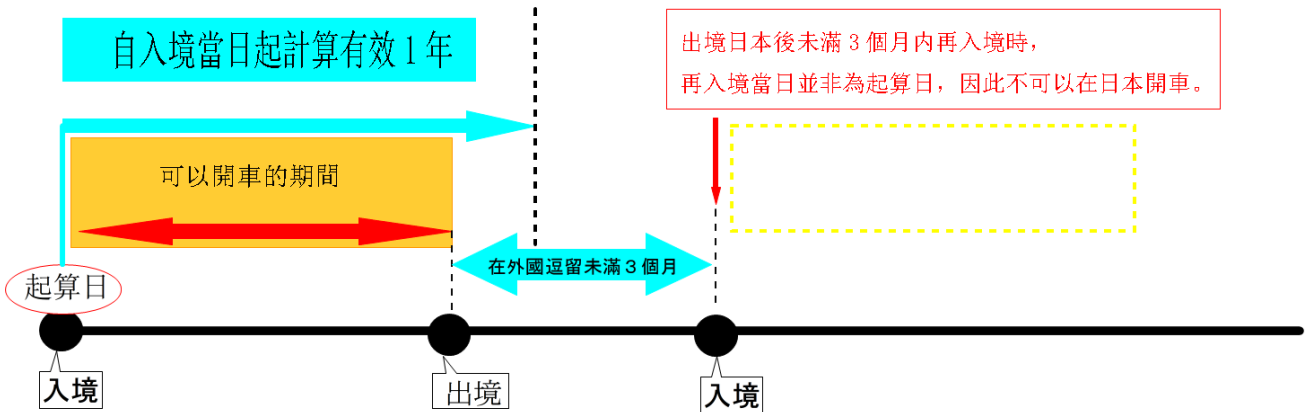 自入境當日起計算有效1年
出境日本後未滿3個月内再入境時，
再入境當日並非為起算日，因此不可以在日本開車。
可以開車的期間
在外國逗留未滿3個月
起算日
入境
出境
入境